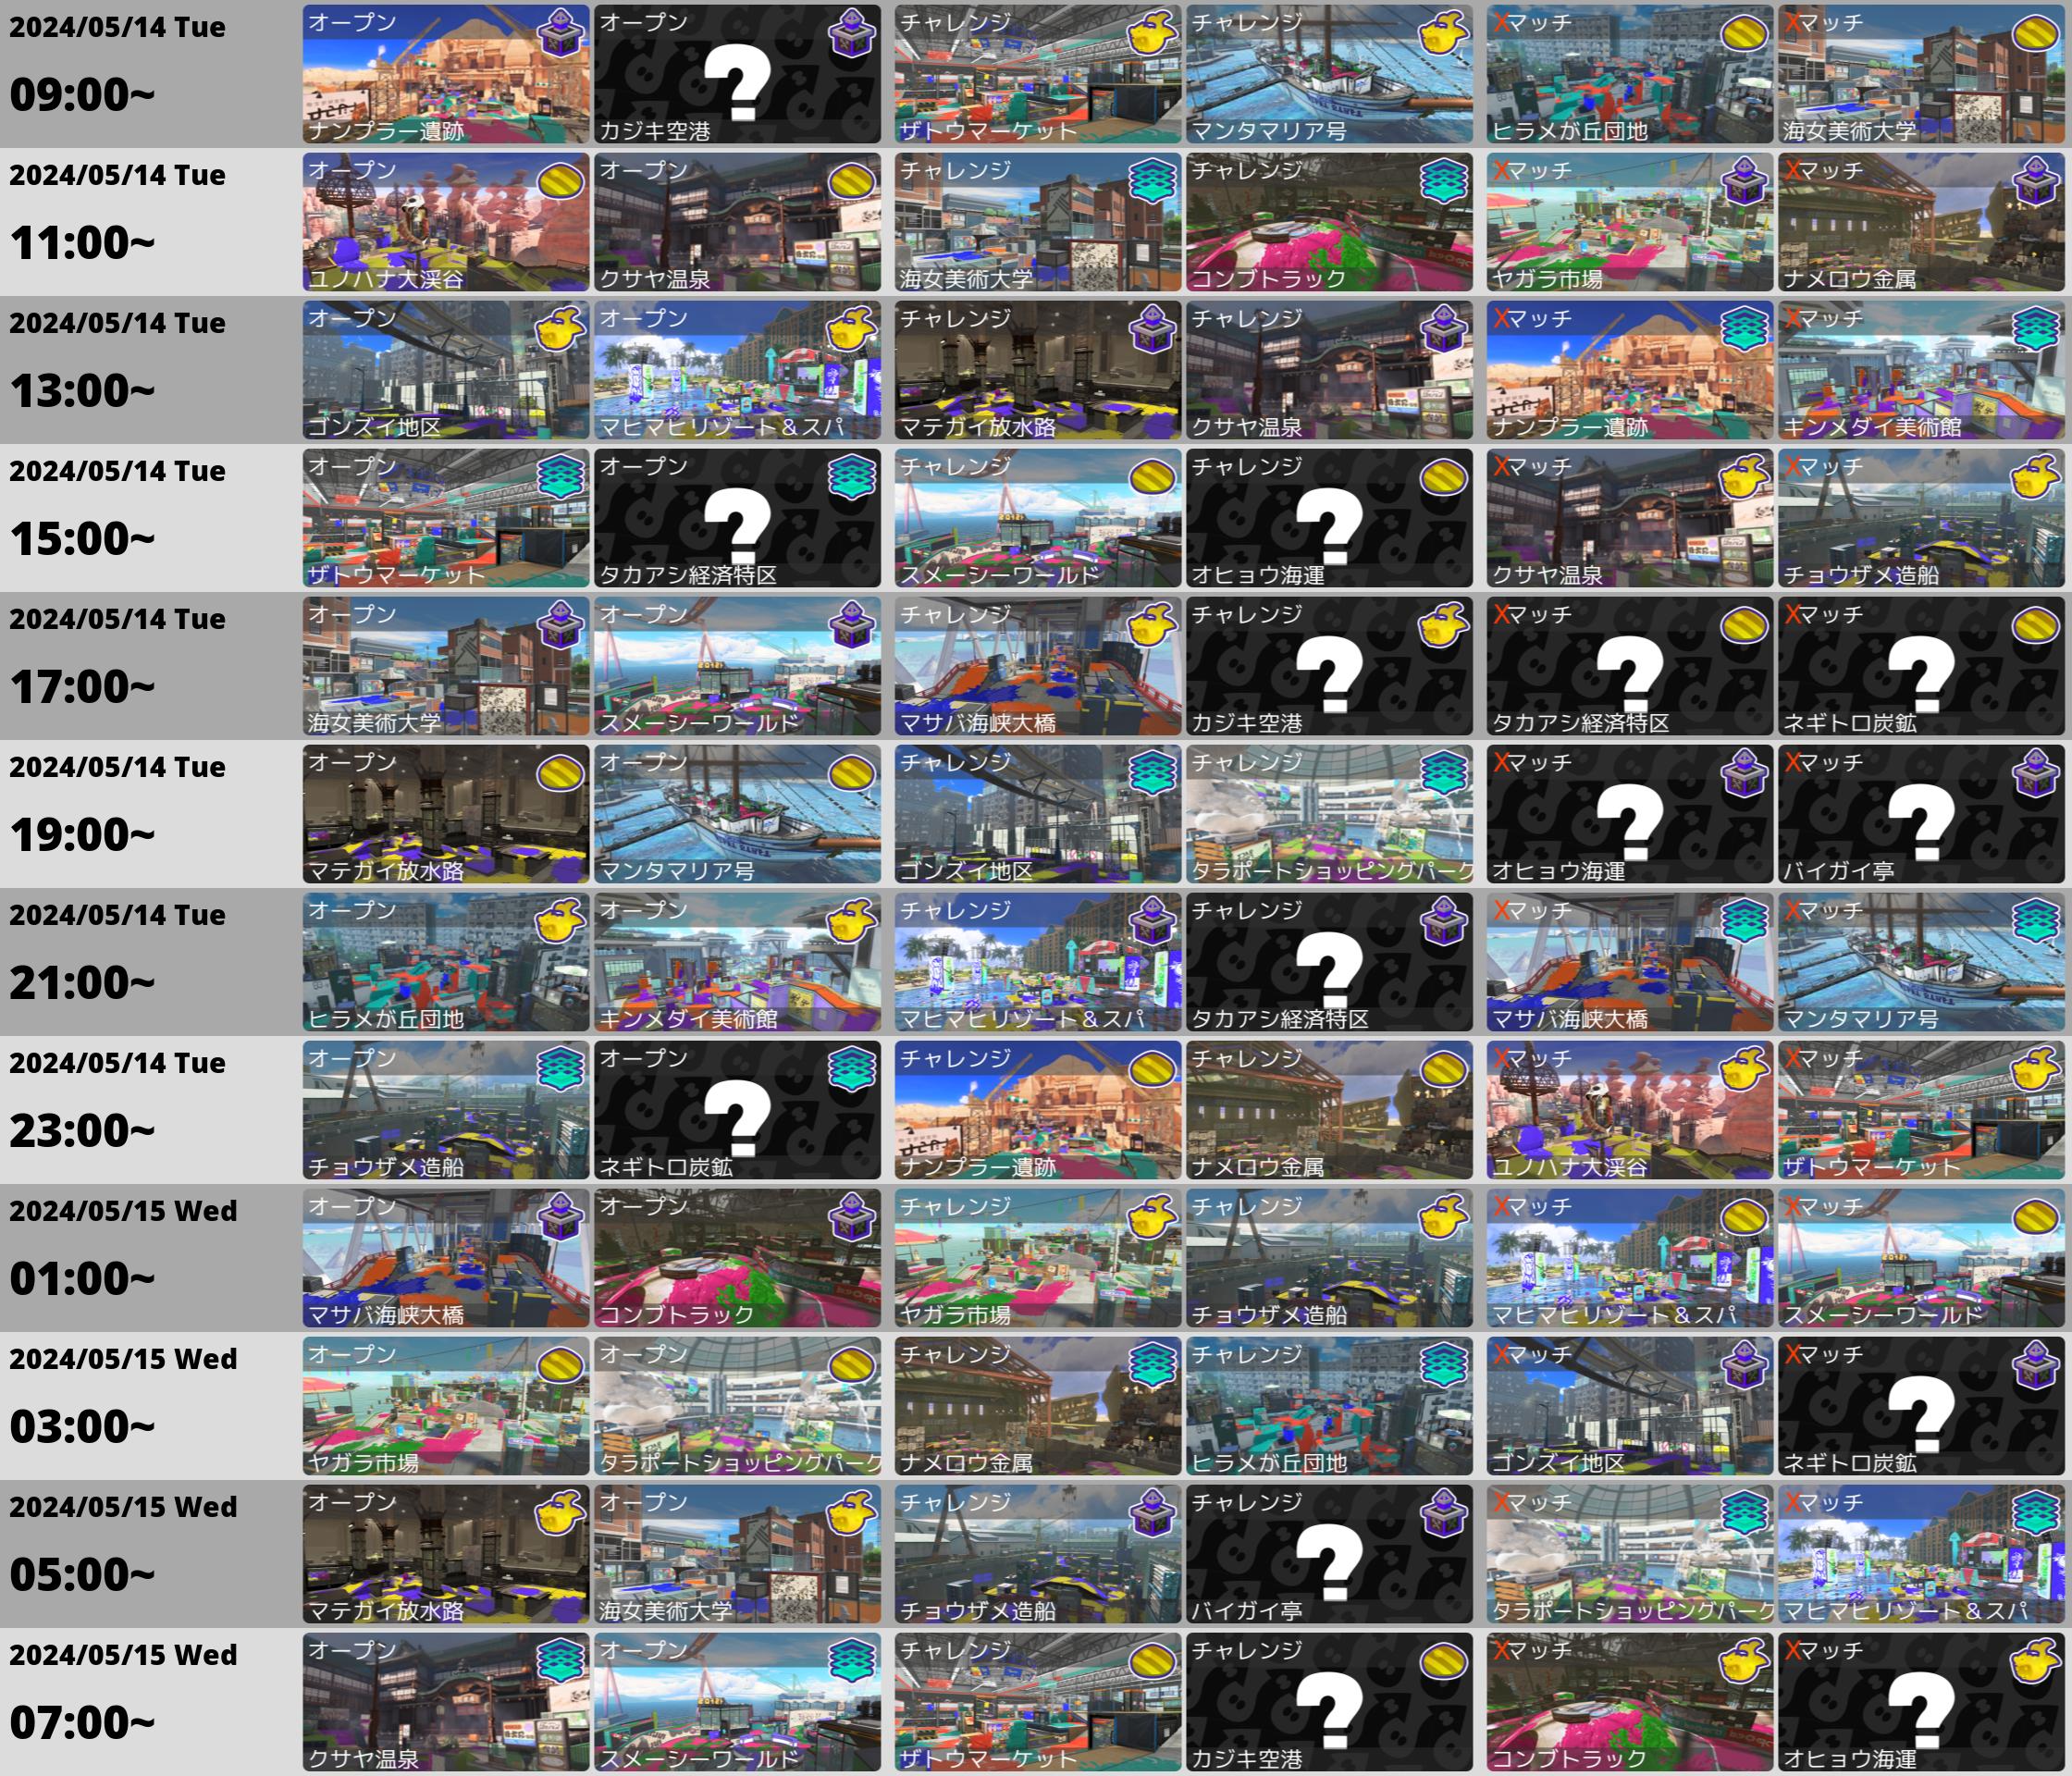 2024/05/14 Tue
09:00~
オープン
ナンプラー遺跡
オープン
カジキ空港
チャレンジ
ザトウマーケット
チャレンジ
マンタマリア号
Xマッチ
ヒラメが丘団地
Xマッチ
海女美術大学
2024/05/14 Tue
11:00~
オープン
ユノハナ大渓谷
オープン
クサヤ温泉
チャレンジ
海女美術大学
チャレンジ
コンブトラック
Xマッチ
ヤガラ市場
Xマッチ
ナメロウ金属
2024/05/14 Tue
13:00~
オープン
ゴンズイ地区
オープン
マヒマヒリゾート&スパ
チャレンジ
マテガイ放水路
チャレンジ
クサヤ温泉
Xマッチ
ナンプラー遺跡
Xマッチ
キンメダイ美術館
2024/05/14 Tue
15:00~
オープン
ザトウマーケット
オープン
タカアシ経済特区
チャレンジ
スメーシーワールド
チャレンジ
オヒョウ海運
Xマッチ
クサヤ温泉
Xマッチ
チョウザメ造船
2024/05/14 Tue
17:00~
オープン
海女美術大学
オープン
スメーシーワールド
チャレンジ
マサバ海峡大橋
チャレンジ
カジキ空港
Xマッチ
タカアシ経済特区
Xマッチ
ネギトロ炭鉱
2024/05/14 Tue
19:00~
オープン
マテガイ放水路
オープン
マンタマリア号
チャレンジ
ゴンズイ地区
チャレンジ
タラポートショッピングパーク
Xマッチ
オヒョウ海運
Xマッチ
バイガイ亭
2024/05/14 Tue
21:00~
オープン
ヒラメが丘団地
オープン
キンメダイ美術館
チャレンジ
マヒマヒリゾート&スパ
チャレンジ
タカアシ経済特区
Xマッチ
マサバ海峡大橋
Xマッチ
マンタマリア号
2024/05/14 Tue
23:00~
オープン
チョウザメ造船
オープン
ネギトロ炭鉱
チャレンジ
ナンプラー遺跡
チャレンジ
ナメロウ金属
Xマッチ
ユノハナ大渓谷
Xマッチ
ザトウマーケット
2024/05/15 Wed
01:00~
オープン
マサバ海峡大橋
オープン
コンブトラック
チャレンジ
ヤガラ市場
チャレンジ
チョウザメ造船
Xマッチ
マヒマヒリゾート&スパ
Xマッチ
スメーシーワールド
2024/05/15 Wed
03:00~
オープン
ヤガラ市場
オープン
タラポートショッピングパーク
チャレンジ
ナメロウ金属
チャレンジ
ヒラメが丘団地
Xマッチ
ゴンズイ地区
Xマッチ
ネギトロ炭鉱
2024/05/15 Wed
05:00~
オープン
マテガイ放水路
オープン
海女美術大学
チャレンジ
チョウザメ造船
チャレンジ
バイガイ亭
Xマッチ
タラポートショッピングパーク
Xマッチ
マヒマヒリゾート&スパ
2024/05/15 Wed
07:00~
オープン
クサヤ温泉
オープン
スメーシーワールド
チャレンジ
ザトウマーケット
チャレンジ
カジキ空港
Xマッチ
コンブトラック
Xマッチ
オヒョウ海運